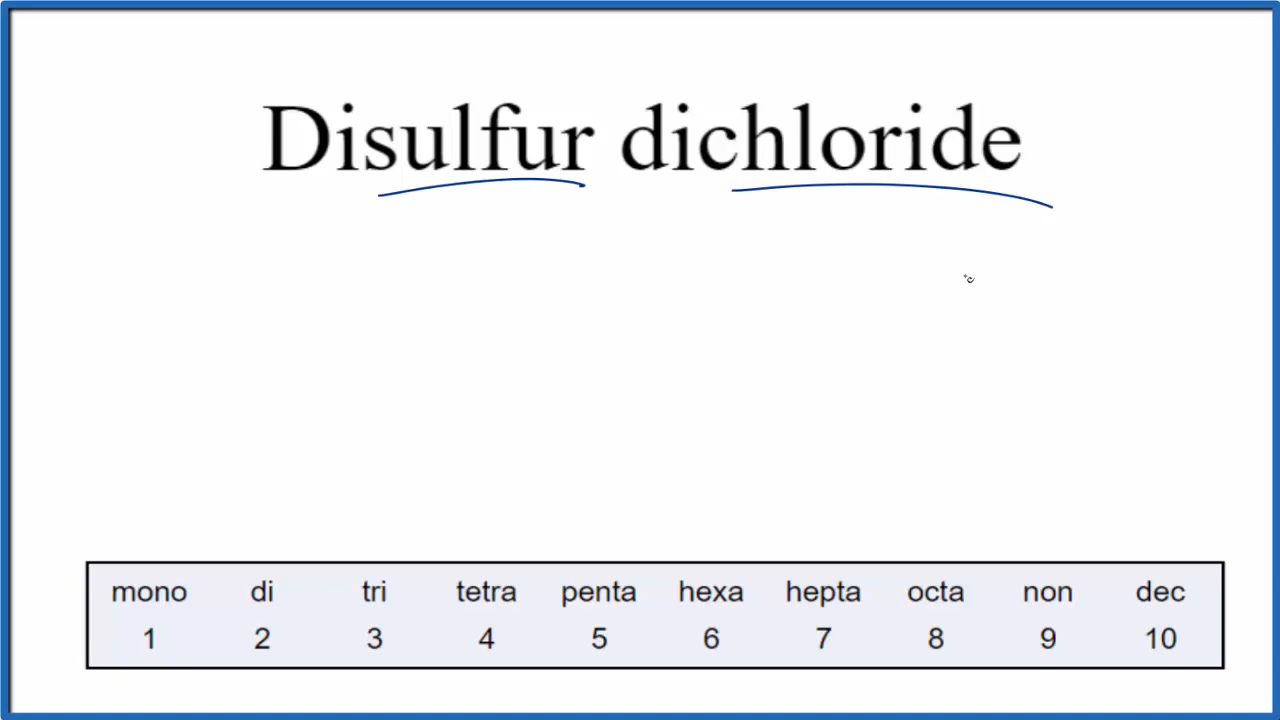 Disulfur dichloride
mono di tri tetra penta hexa hepta octa non dec
1 2 3 4 5 6 7 8 9 10